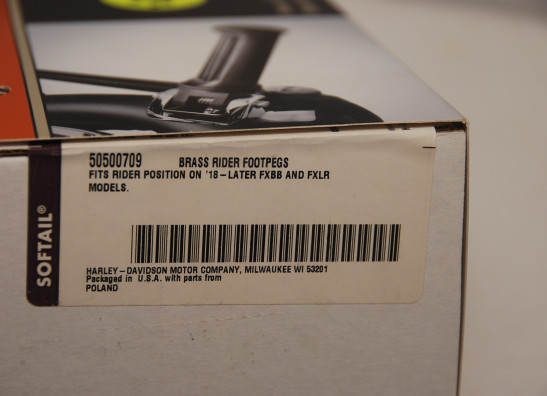 50500709 BRASS RIDER FOOTPEGS
FITS RIDER POSITION ON '18-LATER FXBB AND FXLR
MODELS.
SOFTAIL®
HARLEY-DAVIDSON MOTOR COMPANY, MILWAUKEE WI 53201
Packaged in U.S.A. with parts from
POLAND